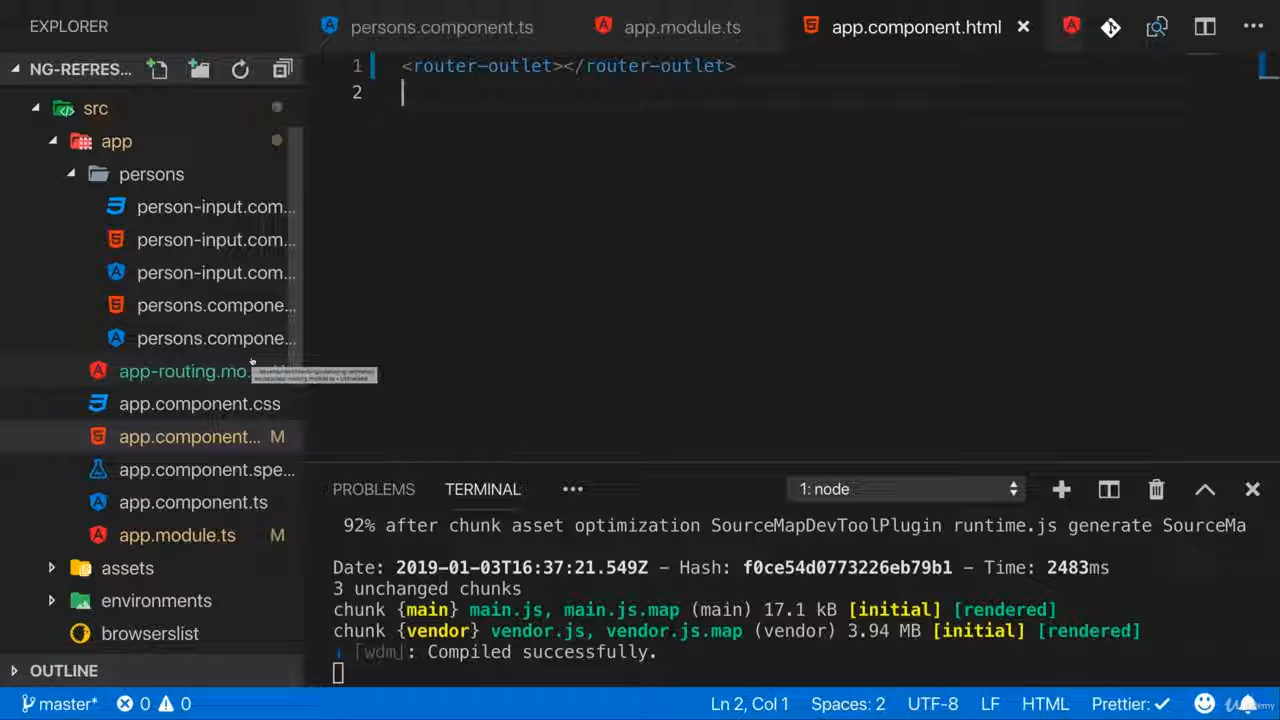 EXPLORER
persons.component.ts
app.module.ts
app.component.html
NG-REFRES...
1 <router-outlet></router-outlet>
2
src
app
persons
person-input.com...
person-input.com...
person-input.com...
persons.compone...
persons.compone...
app-routing.mo
app.component.css
app.component... M
app.component.spe...
app.component.ts
app.module.ts M
assets
environments
browserslist
OUTLINE
PROBLEMS TERMINAL ••• 1: node
92% after chunk asset optimization SourceMapDevToolPlugin runtime.js generate SourceMa
Date: 2019-01-03T16:37:21.549Z - Hash: f0ce54d0773226eb79b1 - Time: 2483ms
3 unchanged chunks
chunk {main} main.js, main.js.map (main) 17.1 kB [initial] [rendered]
chunk {vendor} vendor.js, vendor.js.map (vendor) 3.94 MB [initial] [rendered]
i ｢wdm｣: Compiled successfully.
master* 0 0 Ln 2, Col 1 Spaces: 2 UTF-8 LF HTML Prettier: ✓